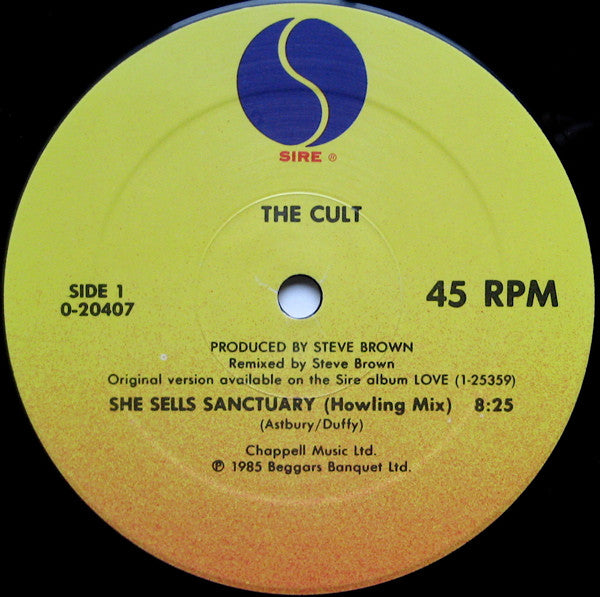 SIRE ®
THE CULT
SIDE 1
0-20407
45 RPM
PRODUCED BY STEVE BROWN
Remixed by Steve Brown
Original version available on the Sire album LOVE (1-25359)
SHE SELLS SANCTUARY (Howling Mix) 8:25
(Astbury/Duffy)
Chappell Music Ltd.
℗ 1985 Beggars Banquet Ltd.